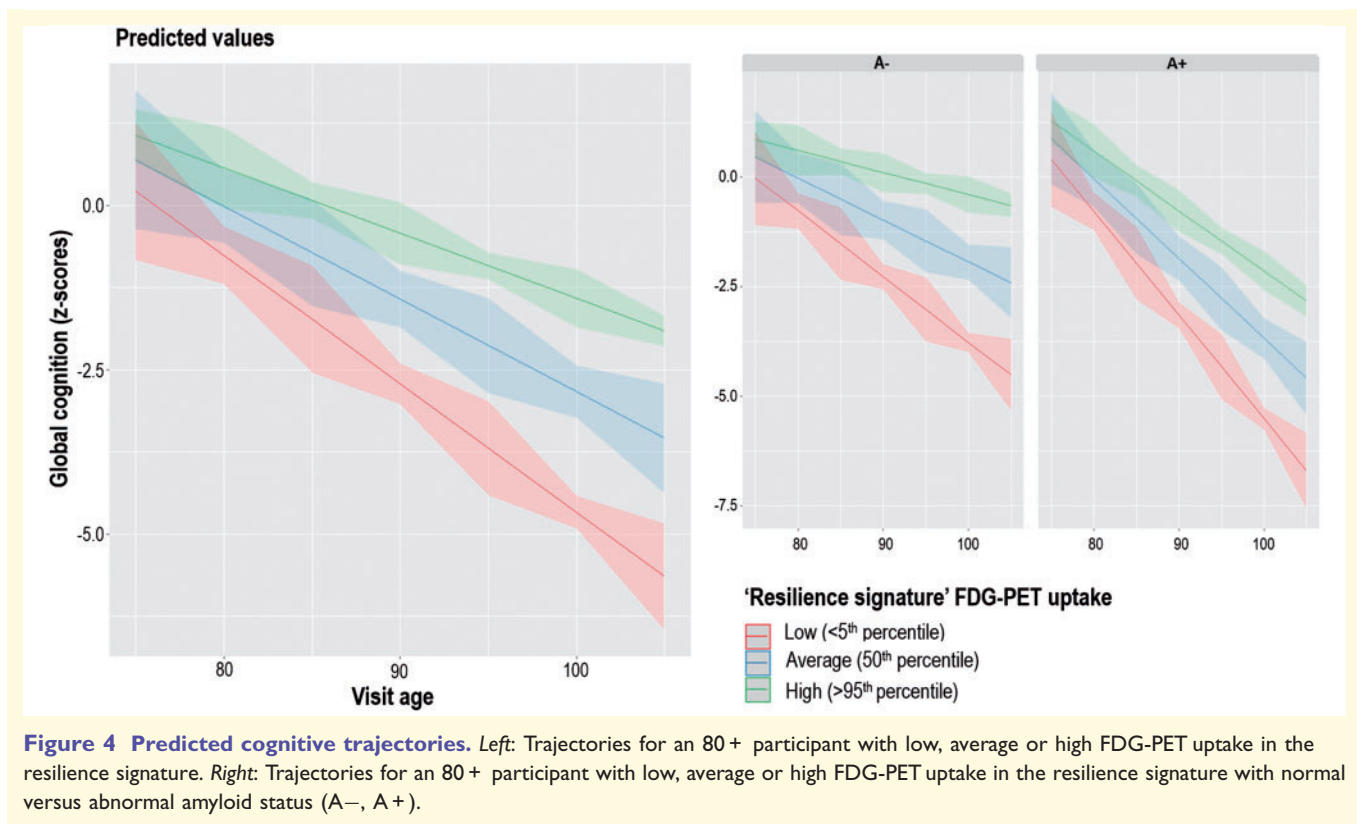 Predicted values
Global cognition (z-scores)
0.0
-2.5
-5.0
80 90 100
Visit age
A- A+
0.0
-2.5
-5.0
-7.5
80 90 100 80 90 100
‘Resilience signature’ FDG-PET uptake
Low (<5th percentile)
Average (50th percentile)
High (>95th percentile)
Figure 4 Predicted cognitive trajectories. Left: Trajectories for an 80+ participant with low, average or high FDG-PET uptake in the
resilience signature. Right: Trajectories for an 80+ participant with low, average or high FDG-PET uptake in the resilience signature with normal
versus abnormal amyloid status (A−, A+).